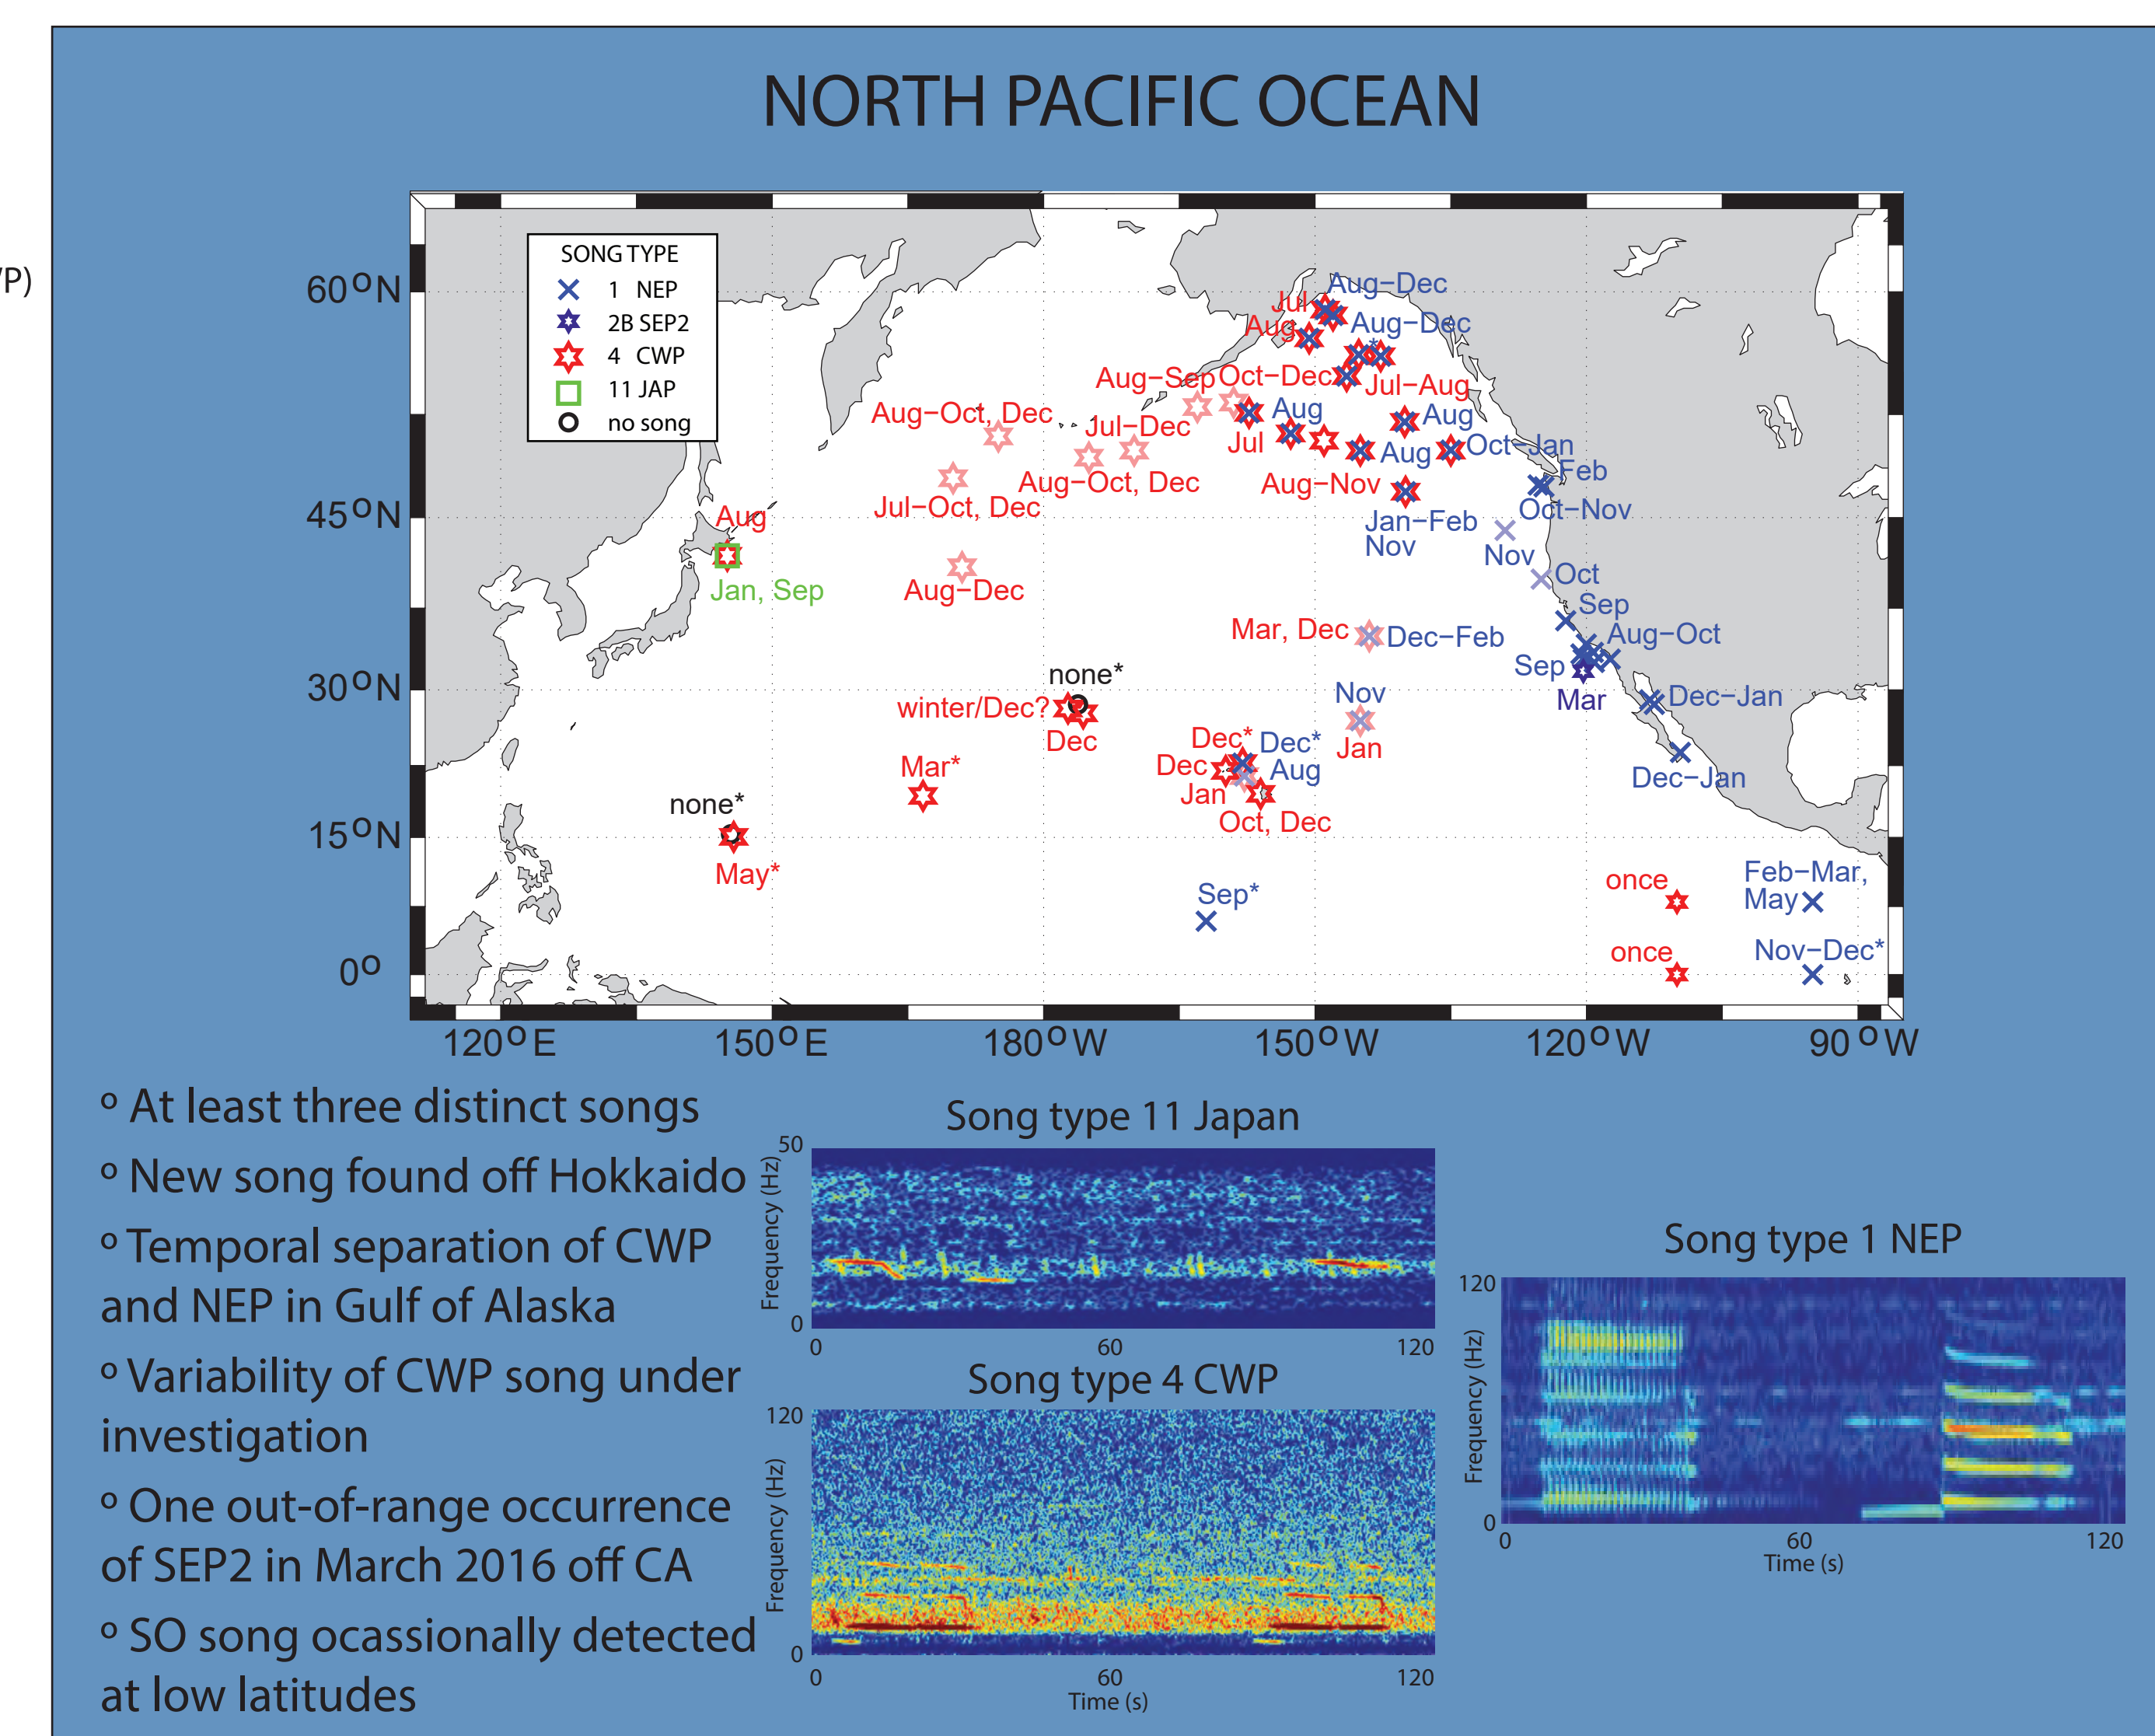 P)
NORTH PACIFIC OCEAN
SONG TYPE
1 NEP
2B SEP2
4 CWP
11 JAP
no song
60°N
45°N
30°N
15°N
0°
120°E
150°E
180°W
150°W
120°W
90°W
Aug–Dec
Jul
Aug–Dec
Aug
*
Aug–Sep
Oct–Dec
Jul–Aug
Aug–Oct, Dec
Jul–Dec
Aug
Aug
Jul
Aug
Oct–Jan
Aug–Oct, Dec
Aug–Nov
Feb
Jul–Oct, Dec
Oct–Nov
Aug
Jan–Feb
Nov
Nov
Jan, Sep
Aug–Dec
Oct
Sep
Mar, Dec
Dec–Feb
Aug–Oct
Sep
none*
Nov
Mar
Dec–Jan
winter/Dec?
Dec
Dec*
Dec*
Jan
Mar*
Dec
Aug
Dec–Jan
Jan
none*
Oct, Dec
May*
Sep*
once
Feb–Mar,
May
once
Nov–Dec*
º At least three distinct songs
º New song found off Hokkaido
º Temporal separation of CWP
and NEP in Gulf of Alaska
º Variability of CWP song under
investigation
º One out-of-range occurrence
of SEP2 in March 2016 off CA
º SO song ocassionally detected
at low latitudes
Song type 11 Japan
50
Frequency (Hz)
0
0
60
120
Song type 4 CWP
120
Frequency (Hz)
0
0
60
120
Time (s)
Song type 1 NEP
120
Frequency (Hz)
0
0
60
120
Time (s)